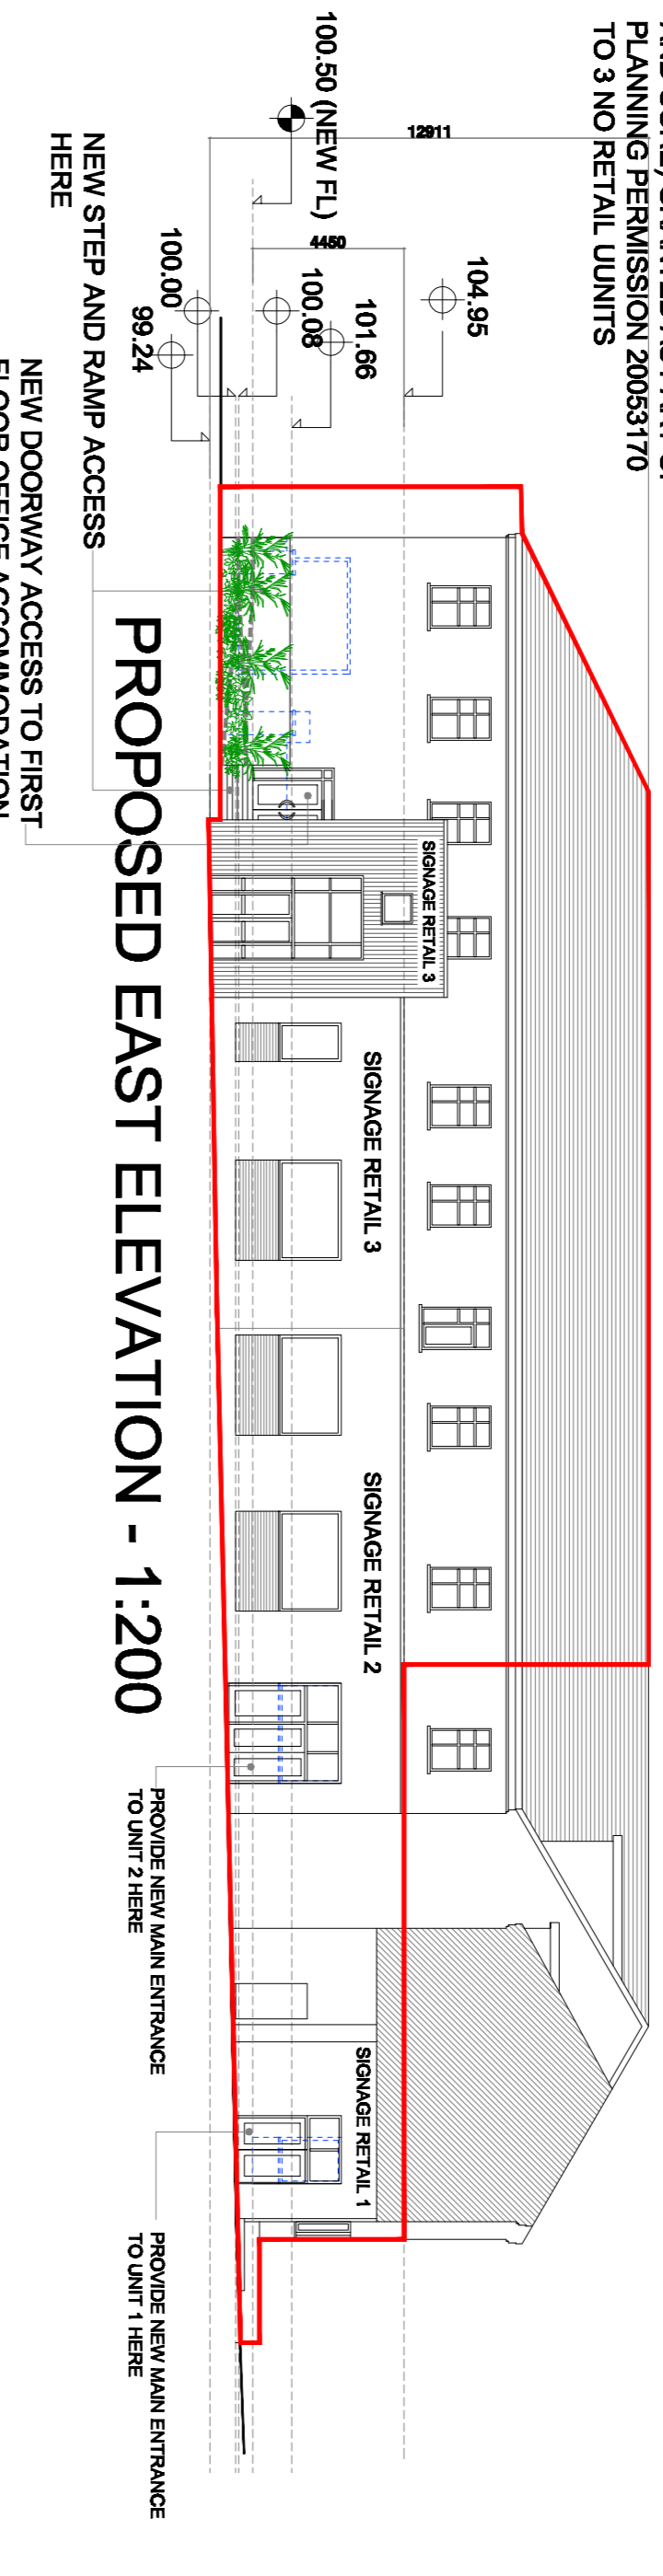 PLANNING PERMISSION 20053170
TO 3 NO RETAIL UUNITS
12911
100.50 (NEW FL)
4450
104.95
101.66
100.08
100.00
99.24
NEW STEP AND RAMP ACCESS
HERE
NEW DOORWAY ACCESS TO FIRST
FLOOR OFFICE ACCOMMODATION
SIGNAGE RETAIL 3
SIGNAGE RETAIL 3
SIGNAGE RETAIL 2
SIGNAGE RETAIL 1
PROPOSED EAST ELEVATION - 1:200
PROVIDE NEW MAIN ENTRANCE
TO UNIT 2 HERE
PROVIDE NEW MAIN ENTRANCE
TO UNIT 1 HERE